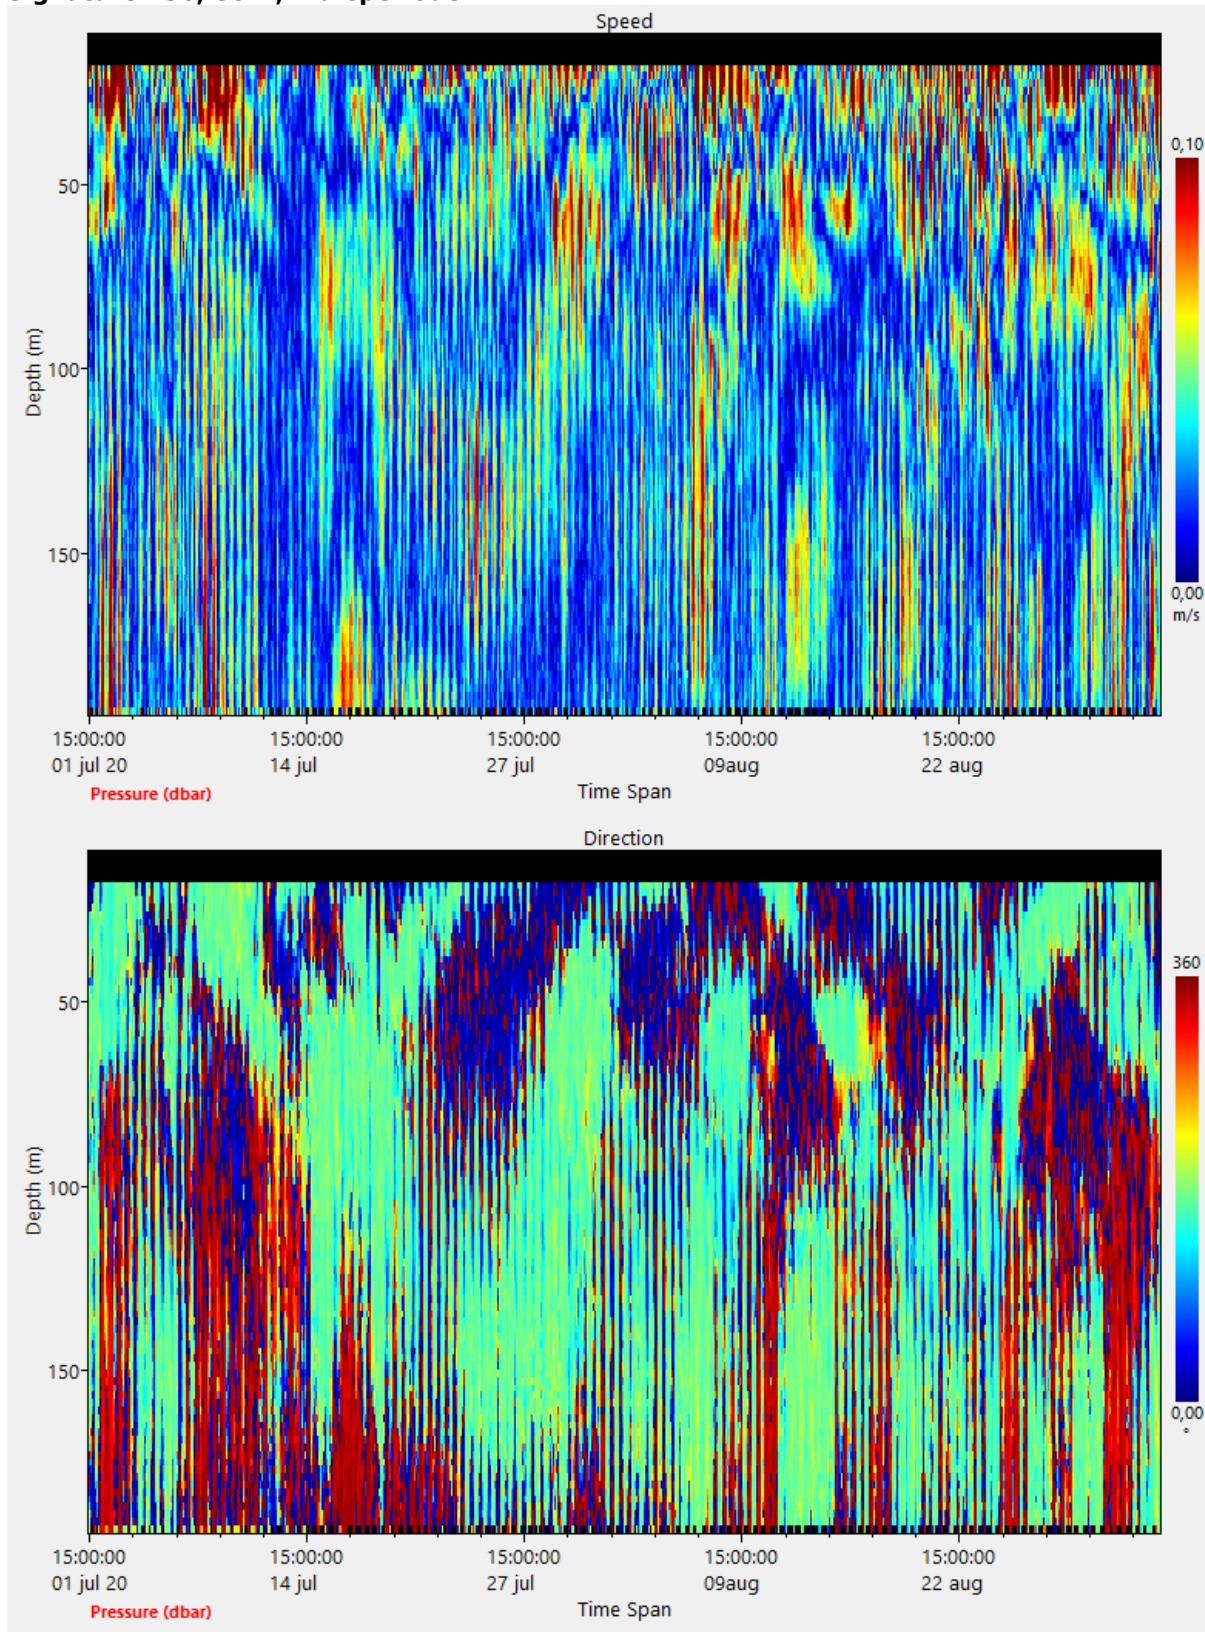 Speed
0,10
50
Depth (m)
100
150
0,00
m/s
15:00:00 15:00:00 15:00:00 15:00:00 15:00:00
01 jul 20 14 jul 27 jul 09aug 22 aug
Pressure (dbar) Time Span
Direction
360
50
Depth (m)
100
150
0,00
°
15:00:00 15:00:00 15:00:00 15:00:00 15:00:00
01 jul 20 14 jul 27 jul 09aug 22 aug
Pressure (dbar) Time Span